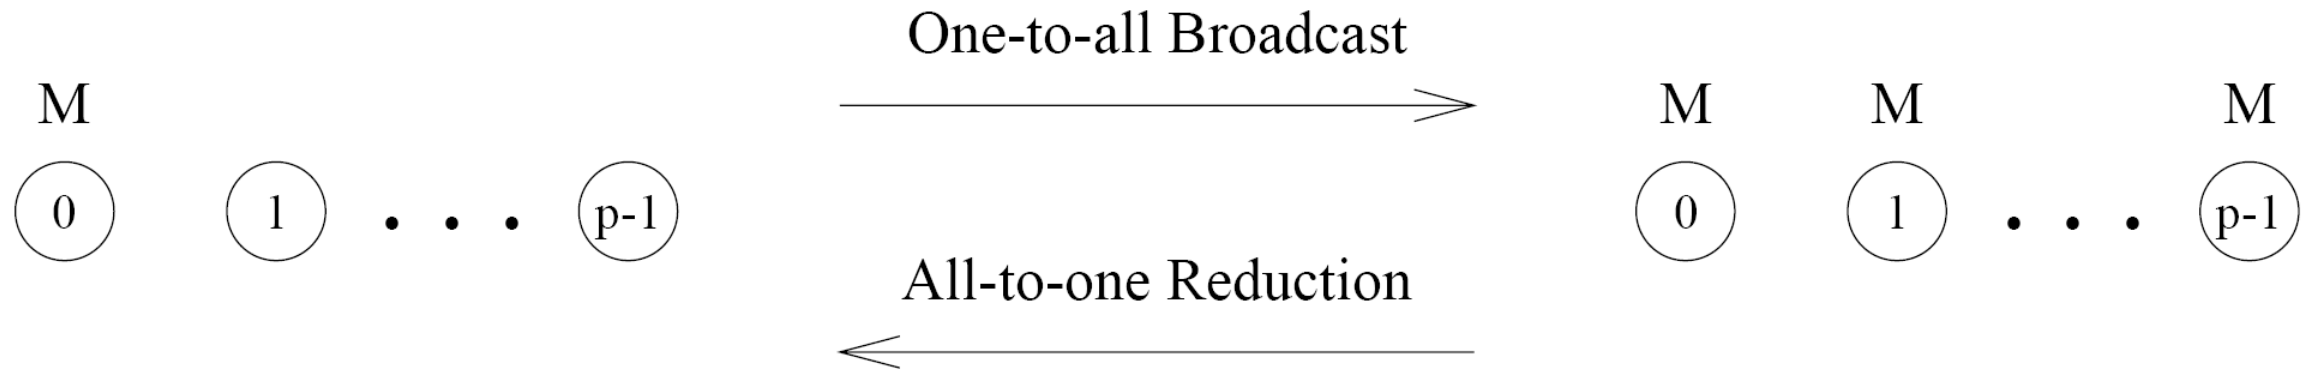 One-to-all Broadcast
M M M M
0 1 . . . p-1 0 1 . . . p-1
All-to-one Reduction